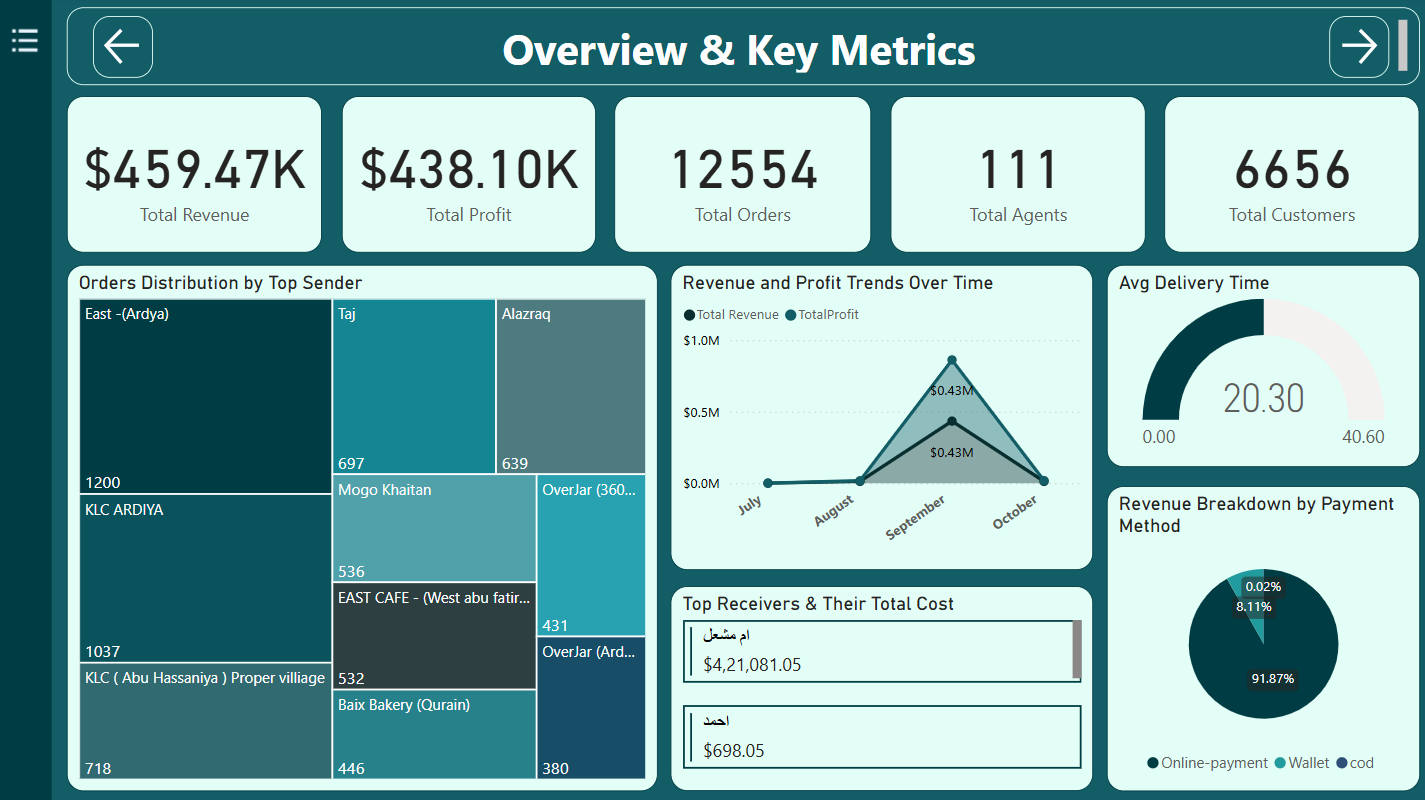 Overview & Key Metrics
$459.47K
Total Revenue
$438.10K
Total Profit
12554
Total Orders
111
Total Agents
6656
Total Customers
Orders Distribution by Top Sender
East -(Ardya)
1200
KLC ARDIYA
1037
KLC ( Abu Hassaniya ) Proper villiage
718
Taj
697
Alazraq
639
Mogo Khaitan
536
EAST CAFE - (West abu fatir...
532
Baix Bakery (Qurain)
446
OverJar (360...
431
OverJar (Ard...
380
Revenue and Profit Trends Over Time
Total Revenue TotalProfit
$1.0M
$0.5M
$0.0M
$0.43M
$0.43M
July
August
September
October
Top Receivers & Their Total Cost
ام مشعل
$4,21,081.05
احمد
$698.05
Avg Delivery Time
20.30
0.00
40.60
Revenue Breakdown by Payment
Method
0.02%
8.11%
91.87%
Online-payment Wallet cod